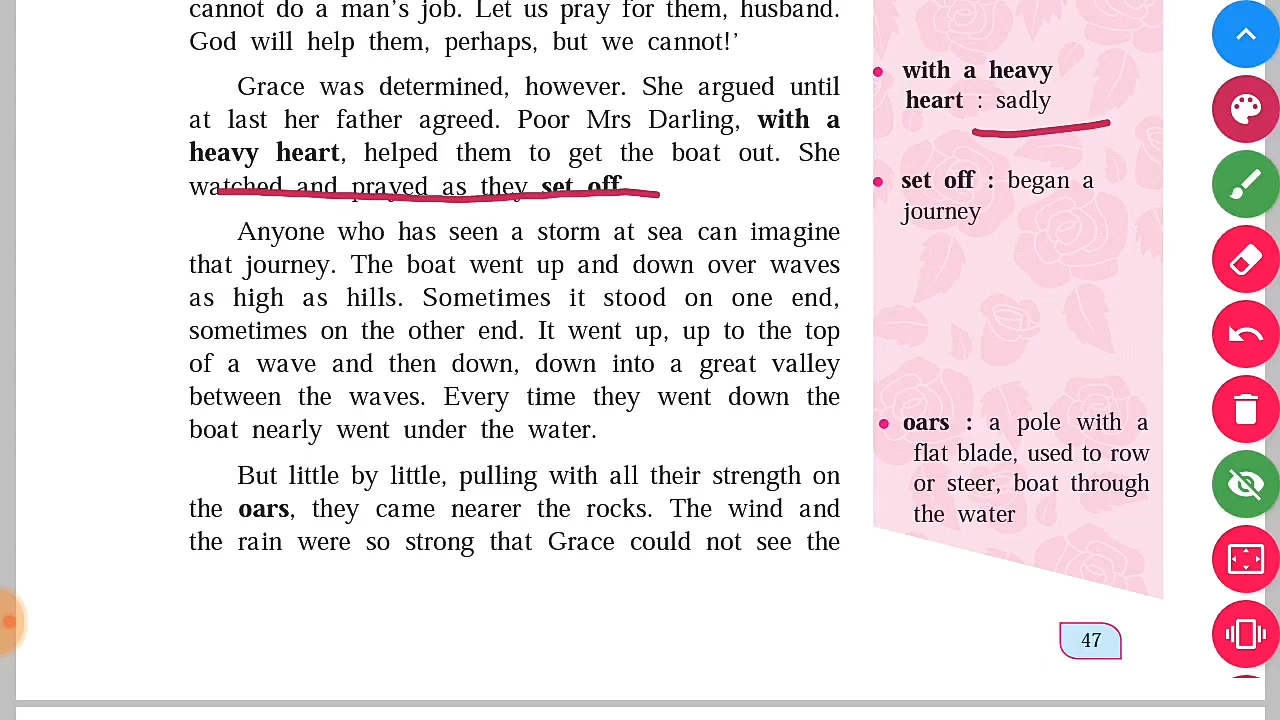 cannot do a man's job. Let us pray for them, husband.
God will help them, perhaps, but we cannot!'
Grace was determined, however. She argued until
at last her father agreed. Poor Mrs Darling, with a
heavy heart, helped them to get the boat out. She
watched and prayed as they set off.
Anyone who has seen a storm at sea can imagine
that journey. The boat went up and down over waves
as high as hills. Sometimes it stood on one end,
sometimes on the other end. It went up, up to the top
of a wave and then down, down into a great valley
between the waves. Every time they went down the
boat nearly went under the water.
But little by little, pulling with all their strength on
the oars, they came nearer the rocks. The wind and
the rain were so strong that Grace could not see the
with a heavy
heart : sadly
set off : began a
journey
oars : a pole with a
flat blade, used to row
or steer, boat through
the water
47